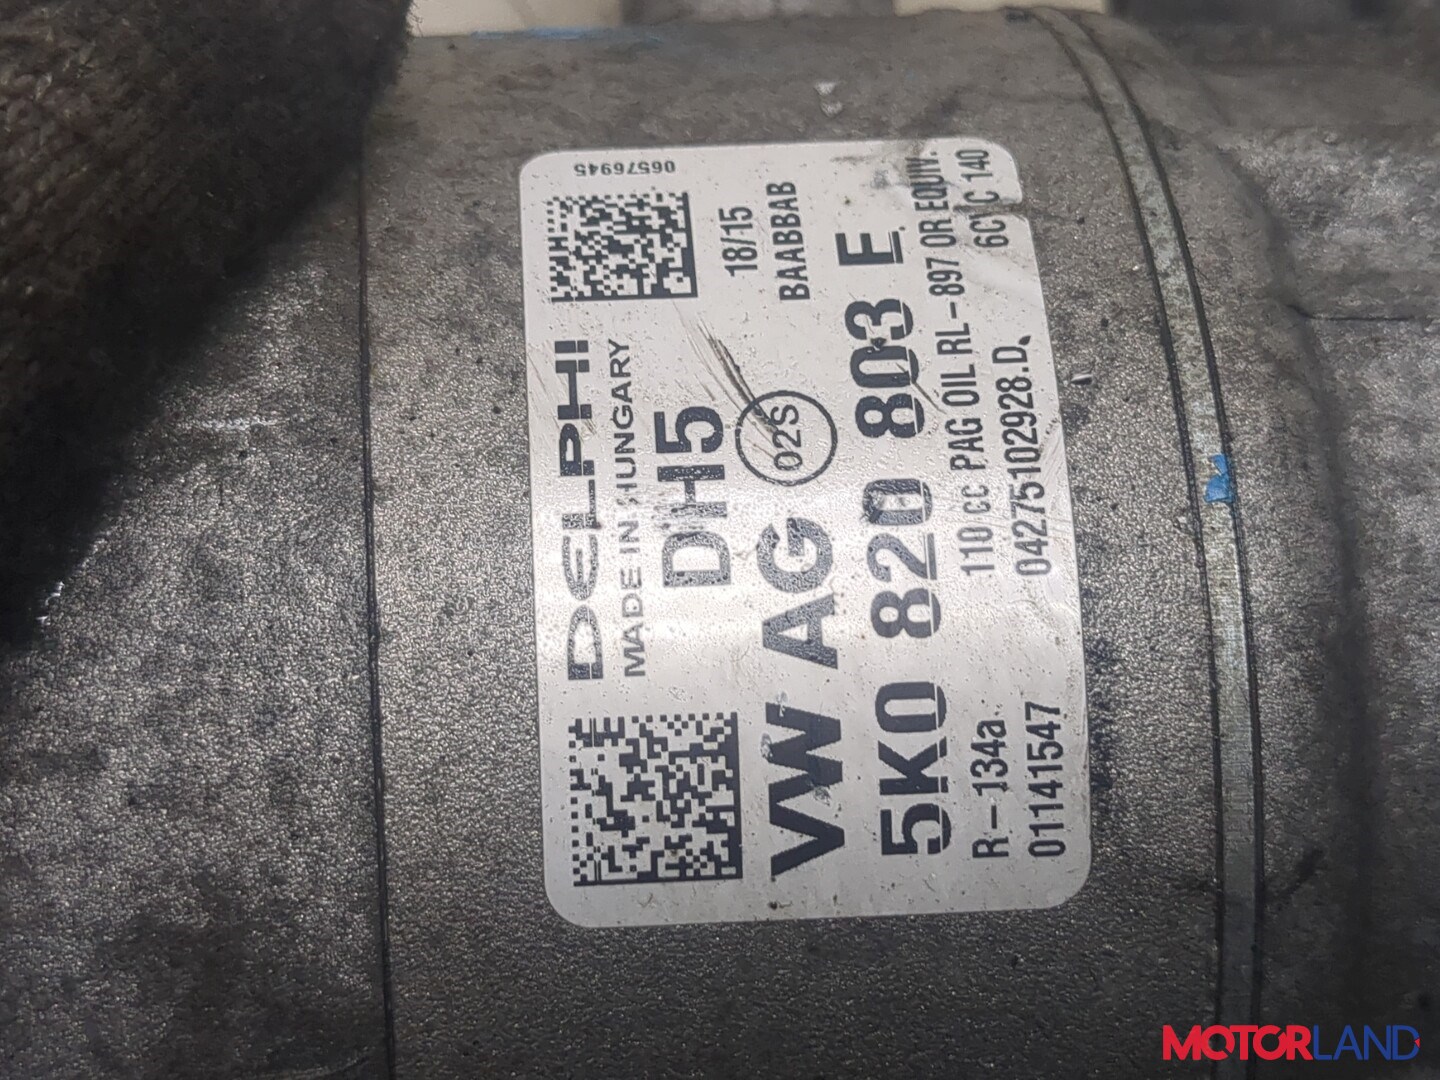 DELPHI
MADE IN HUNGARY
06576945
DH5
18/15
VW AG
02S
BAABBAB
5K0 820 803 E
R-134a
110 CC PAG OIL RL-897 OR EQUIV.
01141547
04275102928.D.
C 140
MOTORLAND